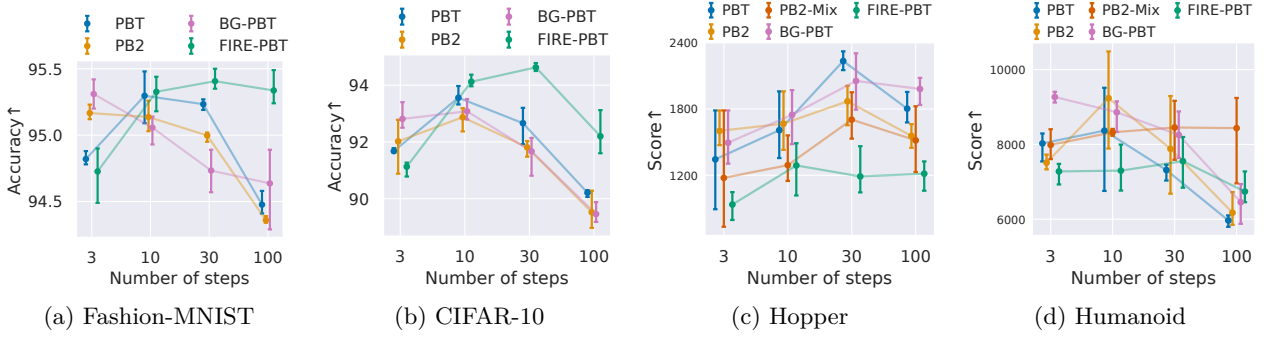 PBT
BG-PBT
PB2
FIRE-PBT
Accuracy↑
95.5
95.0
94.5
3
10
30
100
Number of steps
(a) Fashion-MNIST
PBT
BG-PBT
PB2
FIRE-PBT
Accuracy↑
94
92
90
3
10
30
100
Number of steps
(b) CIFAR-10
PBT
PB2-Mix
FIRE-PBT
PB2
BG-PBT
Score↑
2400
1800
1200
3
10
30
100
Number of steps
(c) Hopper
PBT
PB2-Mix
FIRE-PBT
PB2
BG-PBT
Score↑
10000
8000
6000
3
10
30
100
Number of steps
(d) Humanoid